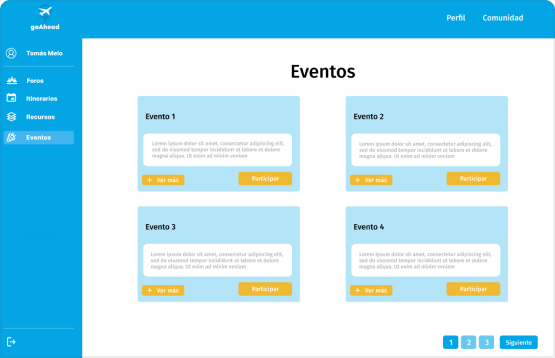 goAhead
Perfil
Comunidad
Tomás Melo
Foros
Itinerarios
Recursos
Eventos
Eventos
Evento 1
Lorem ipsum dolor sit amet, consectetur adipiscing elit,
sed do eiusmod tempor incididunt ut labore et dolore
magna aliqua. Ut enim ad minim veniam
+ Ver más
Participar
Evento 2
Lorem ipsum dolor sit amet, consectetur adipiscing elit,
sed do eiusmod tempor incididunt ut labore et dolore
magna aliqua. Ut enim ad minim veniam
+ Ver más
Participar
Evento 3
Lorem ipsum dolor sit amet, consectetur adipiscing elit,
sed do eiusmod tempor incididunt ut labore et dolore
magna aliqua. Ut enim ad minim veniam
+ Ver más
Participar
Evento 4
Lorem ipsum dolor sit amet, consectetur adipiscing elit,
sed do eiusmod tempor incididunt ut labore et dolore
magna aliqua. Ut enim ad minim veniam
+ Ver más
Participar
1 2 3 Siguiente